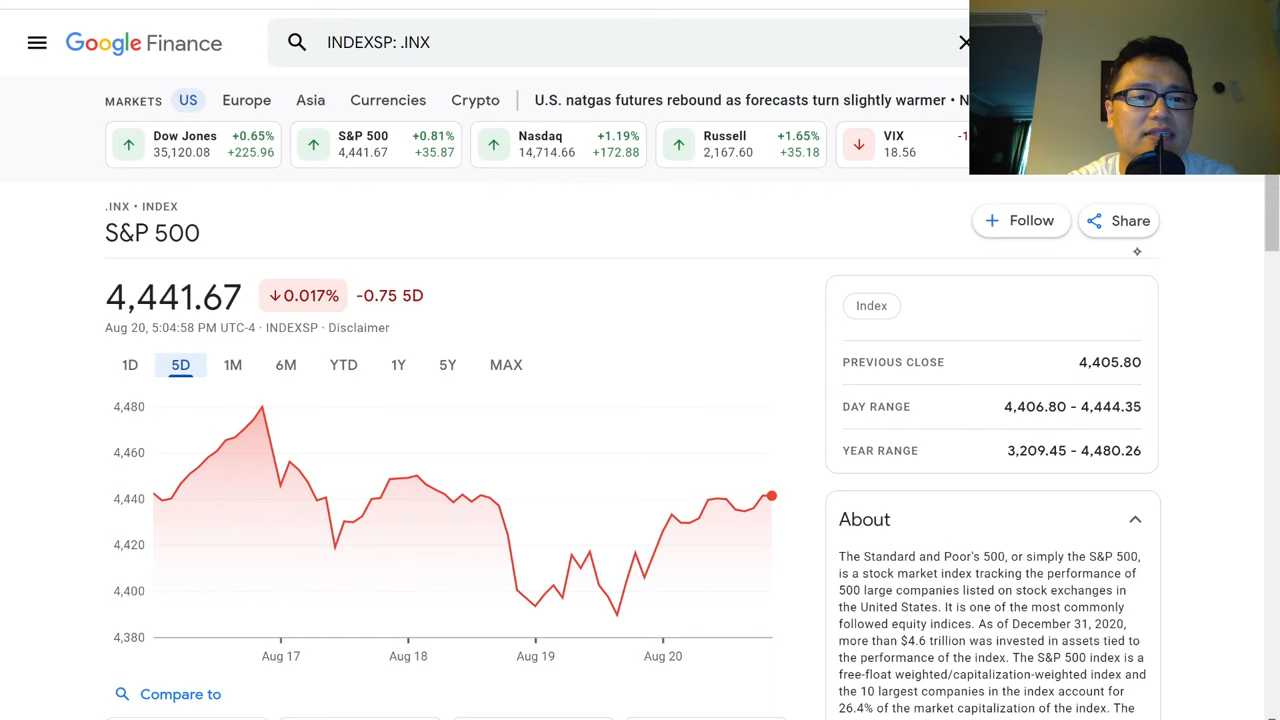 Google Finance
INDEXSP: .INX
MARKETS US Europe Asia Currencies Crypto U.S. natgas futures rebound as forecasts turn slightly warmer • N
Dow Jones +0.65%
35,120.08 +225.96
S&P 500 +0.81%
4,441.67 +35.87
Nasdaq +1.19%
14,714.66 +172.88
Russell +1.65%
2,167.60 +35.18
VIX -1
18.56
.INX • INDEX
S&P 500
Follow
Share
4,441.67 0.017% -0.75 5D
Aug 20, 5:04:58 PM UTC-4 · INDEXSP · Disclaimer
1D 5D 1M 6M YTD 1Y 5Y MAX
4,480
4,460
4,440
4,420
4,400
4,380
Aug 17 Aug 18 Aug 19 Aug 20
Compare to
Index
PREVIOUS CLOSE 4,405.80
DAY RANGE 4,406.80 - 4,444.35
YEAR RANGE 3,209.45 - 4,480.26
About
The Standard and Poor's 500, or simply the S&P 500,
is a stock market index tracking the performance of
500 large companies listed on stock exchanges in
the United States. It is one of the most commonly
followed equity indices. As of December 31, 2020,
more than $4.6 trillion was invested in assets tied to
the performance of the index. The S&P 500 index is a
free-float weighted/capitalization-weighted index and
the 10 largest companies in the index account for
26.4% of the market capitalization of the index. The